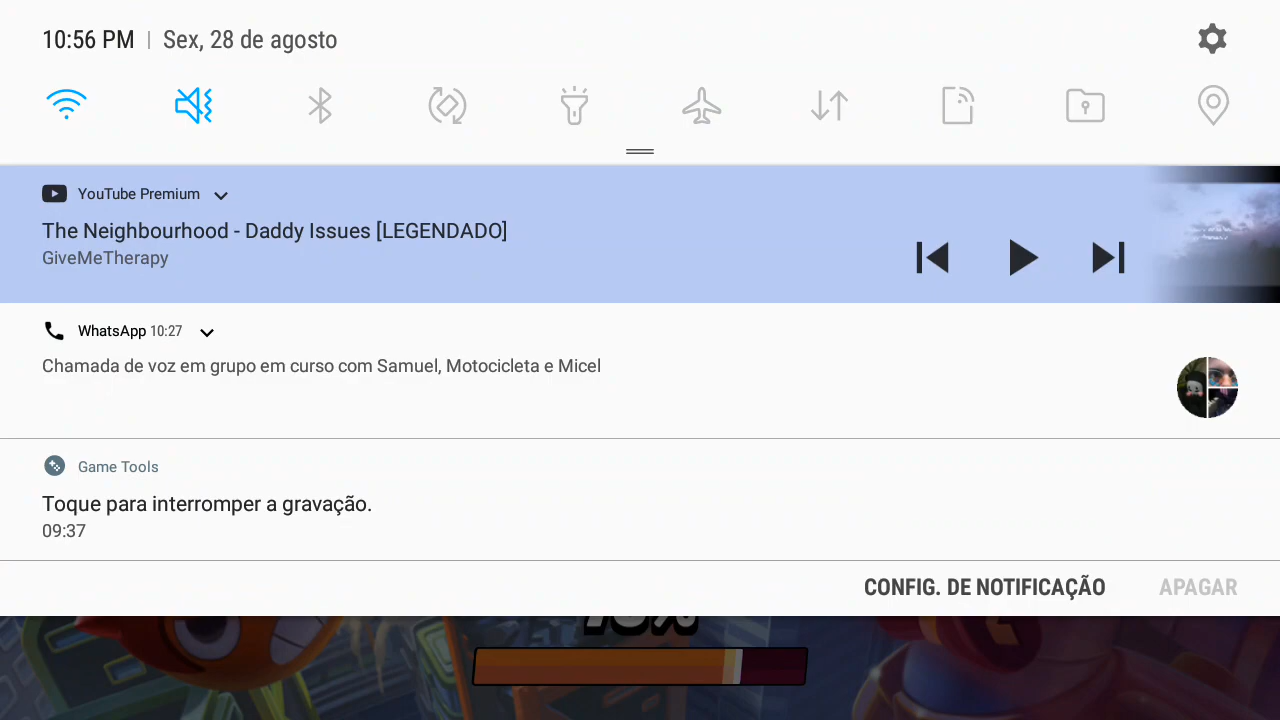 10:56 PM | Sex, 28 de agosto
YouTube Premium
The Neighbourhood - Daddy Issues [LEGENDADO]
GiveMeTherapy
WhatsApp 10:27
Chamada de voz em grupo em curso com Samuel, Motocicleta e Micel
Game Tools
Toque para interromper a gravação.
09:37
CONFIG. DE NOTIFICAÇÃO APAGAR